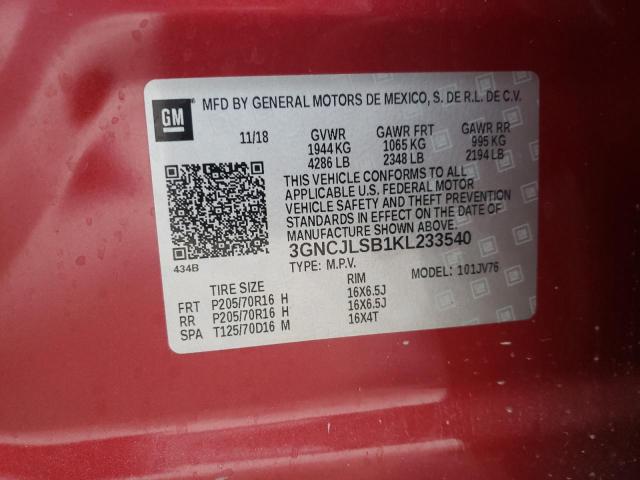 GM
MFD BY GENERAL MOTORS DE MEXICO, S. DE R.L. DE C.V.
11/18 GVWR GAWR FRT GAWR RR
1944 KG 1065 KG 995 KG
4286 LB 2348 LB 2194 LB
THIS VEHICLE CONFORMS TO ALL
APPLICABLE U.S. FEDERAL MOTOR
VEHICLE SAFETY AND THEFT PREVENTION
STANDARDS IN EFFECT ON THE DATE OF
MANUFACTURE SHOWN ABOVE.
3GNCJLSB1KL233540
434B
TYPE: M.P.V. MODEL: 101JV76
TIRE SIZE RIM
FRT P205/70R16 H 16X6.5J
RR P205/70R16 H 16X6.5J
SPA T125/70D16 M 16X4T